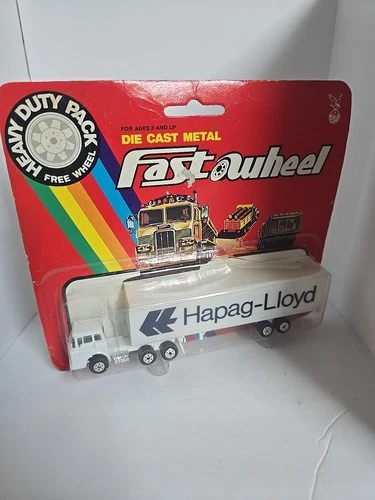 HEAVY DUTY PACK
FREE WHEEL
FOR AGES 3 AND UP
DIE CAST METAL
Fastwheel
Hapag-Lloyd